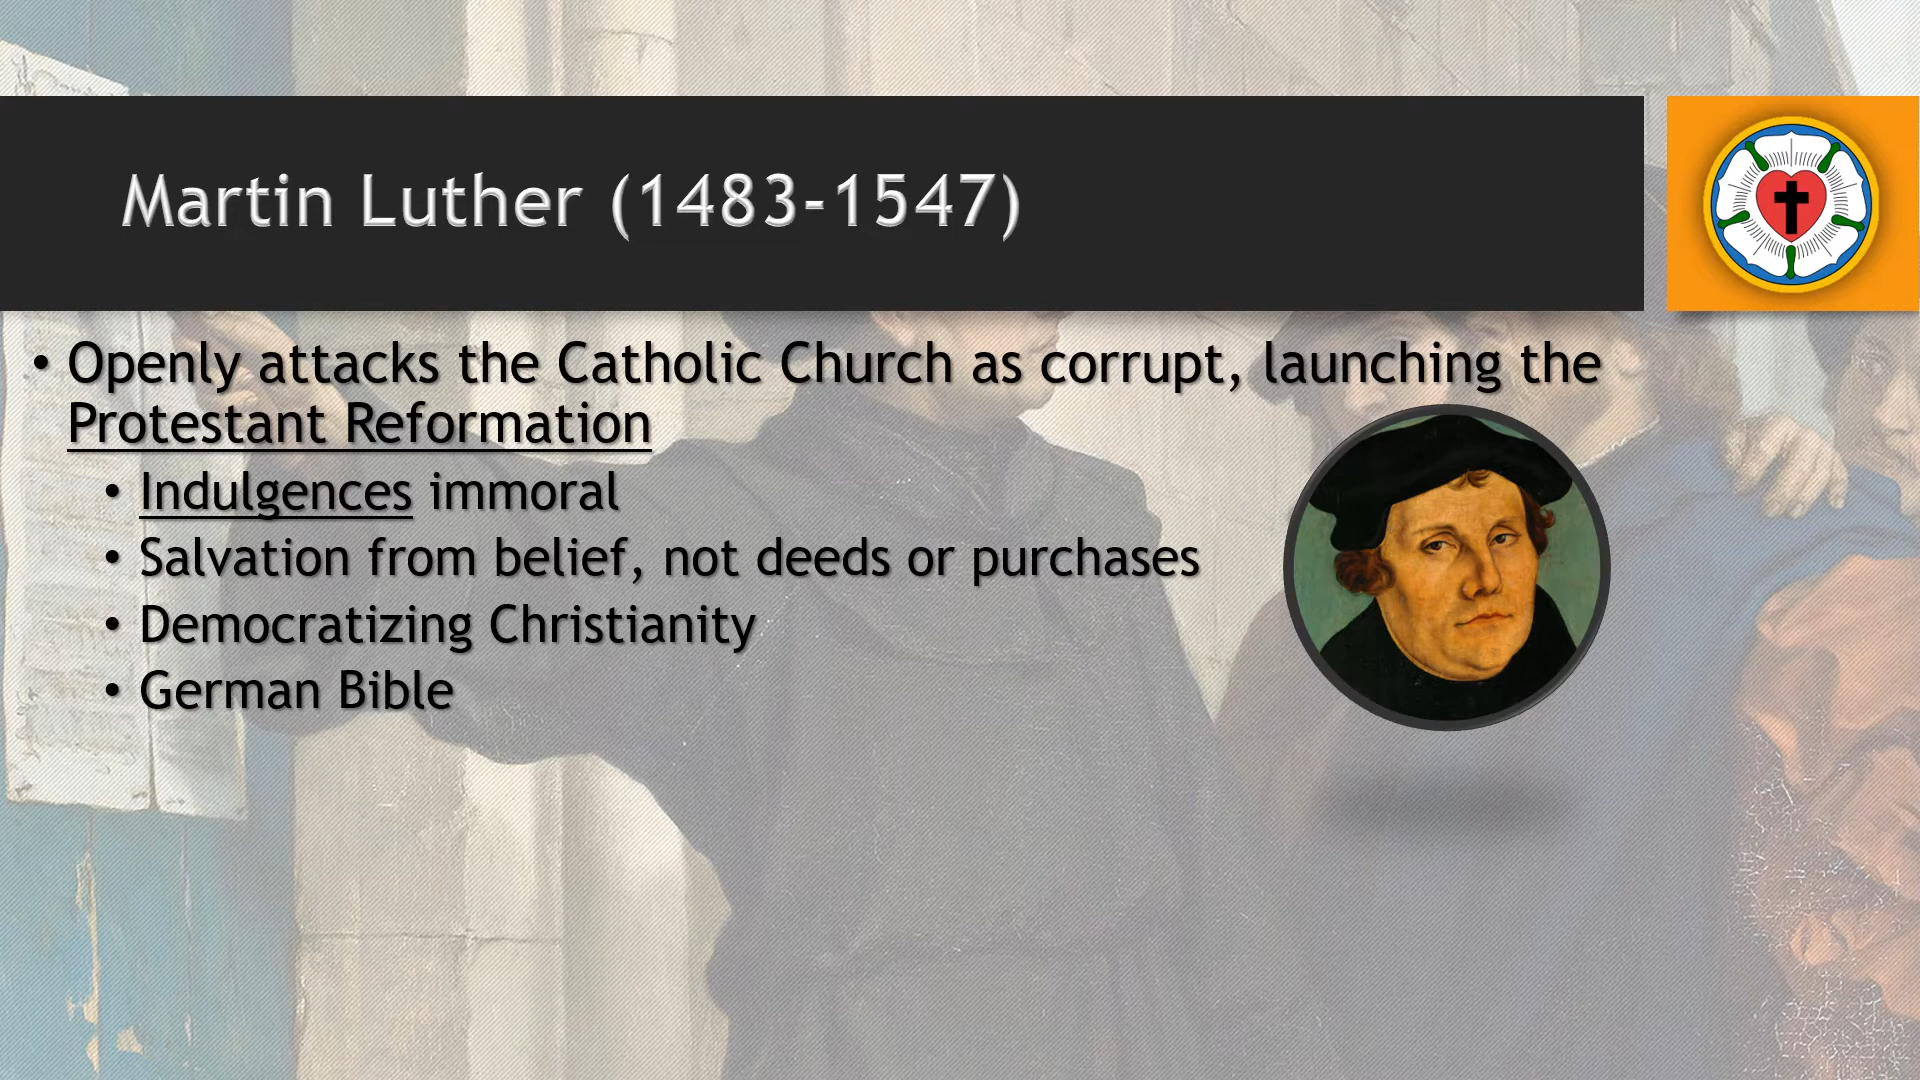 Martin Luther (1483-1547)
• Openly attacks the Catholic Church as corrupt, launching the
Protestant Reformation
• Indulgences immoral
• Salvation from belief, not deeds or purchases
• Democratizing Christianity
• German Bible